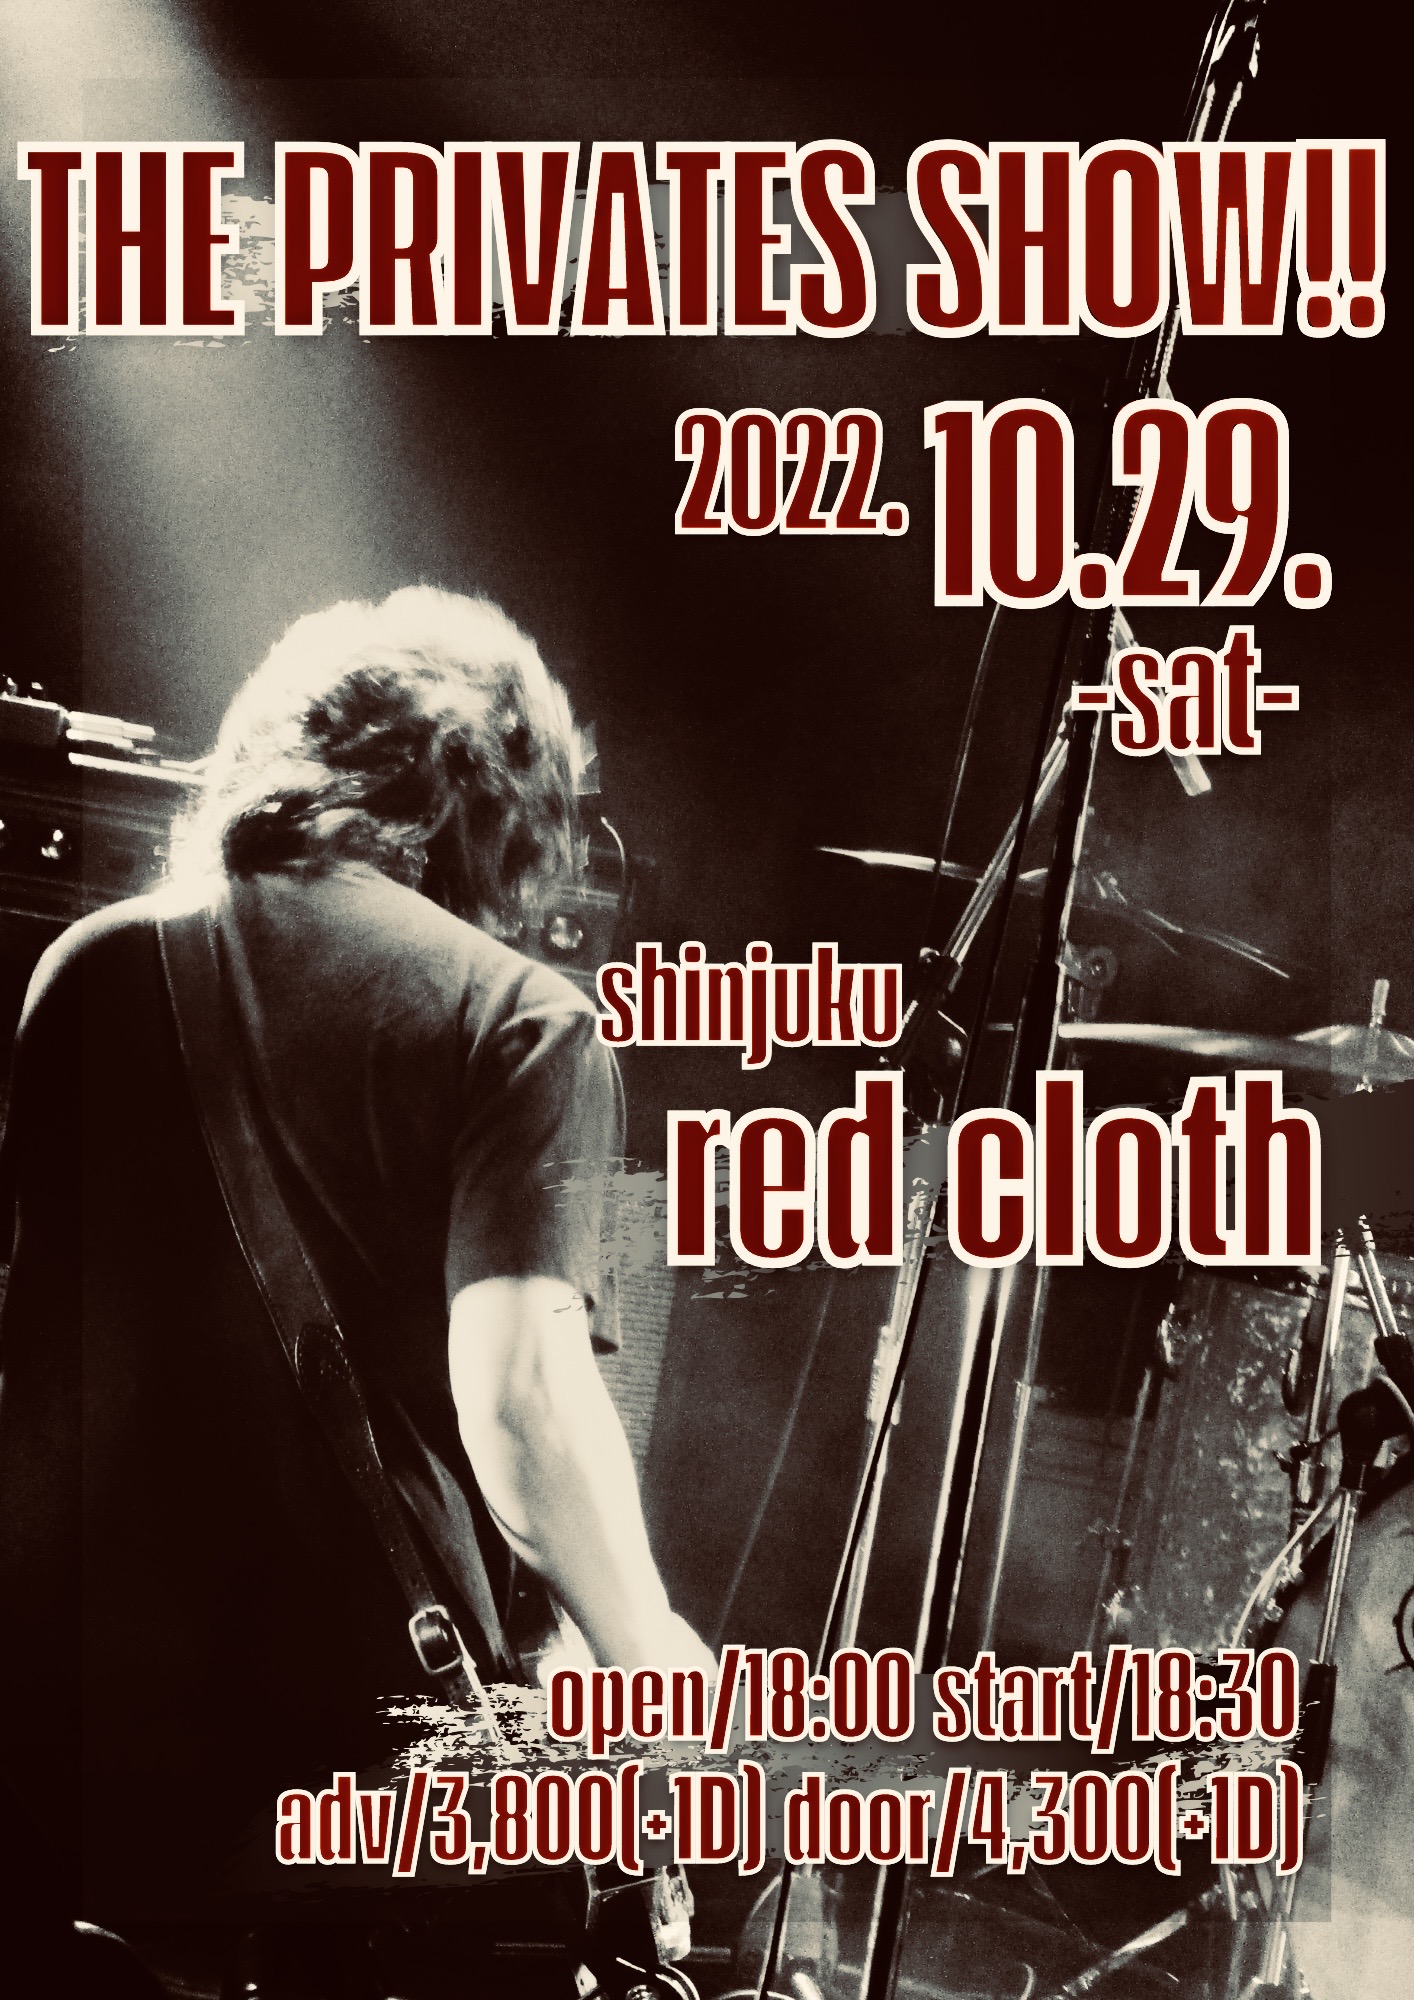 THE PRIVATES SHOW!!
2022. 10.29.
-sat-
shinjuku
red cloth
open/18:00 start/18:30
adv/3,800(+1D) door/4,300(+1D)